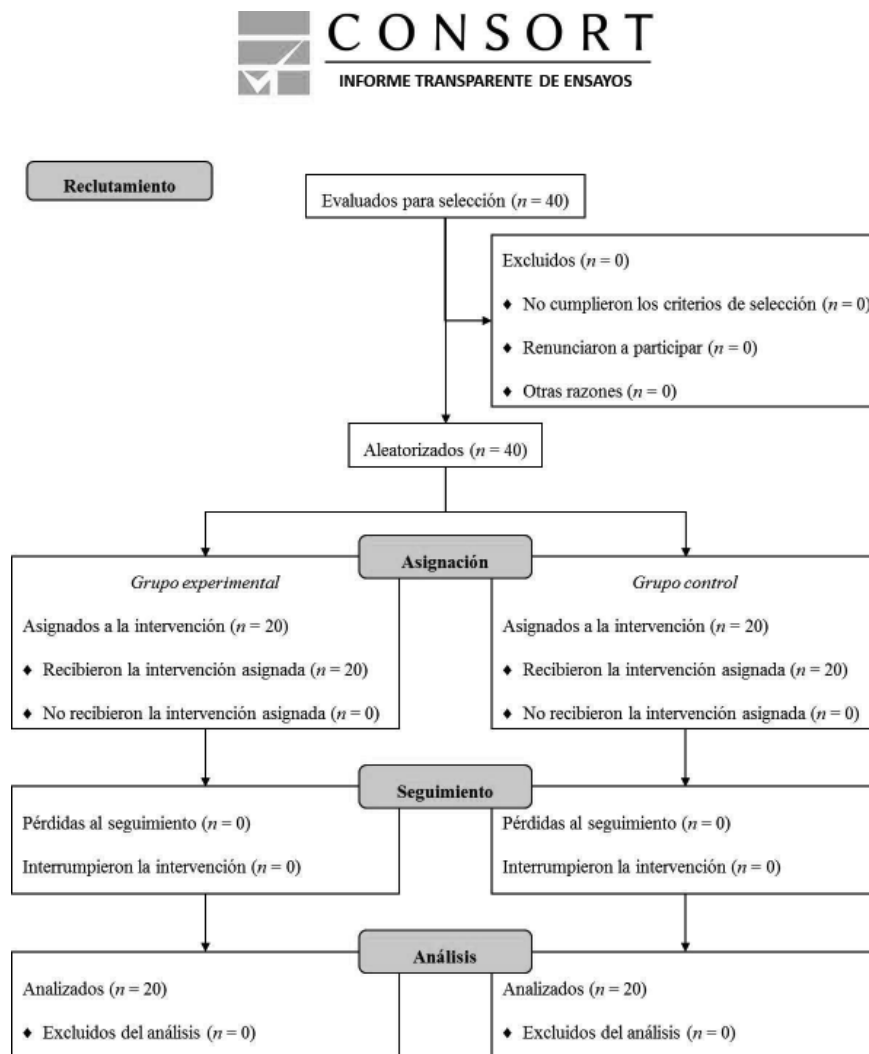 CONSORT
INFORME TRANSPARENTE DE ENSAYOS
Reclutamiento
Evaluados para selección (n = 40)
Excluidos (n = 0)
♦ No cumplieron los criterios de selección (n = 0)
♦ Renunciaron a participar (n = 0)
♦ Otras razones (n = 0)
Aleatorizados (n = 40)
Asignación
Grupo experimental
Asignados a la intervención (n = 20)
♦ Recibieron la intervención asignada (n = 20)
♦ No recibieron la intervención asignada (n = 0)
Grupo control
Asignados a la intervención (n = 20)
♦ Recibieron la intervención asignada (n = 20)
♦ No recibieron la intervención asignada (n = 0)
Seguimiento
Pérdidas al seguimiento (n = 0)
Interrumpieron la intervención (n = 0)
Pérdidas al seguimiento (n = 0)
Interrumpieron la intervención (n = 0)
Análisis
Analizados (n = 20)
♦ Excluidos del análisis (n = 0)
Analizados (n = 20)
♦ Excluidos del análisis (n = 0)